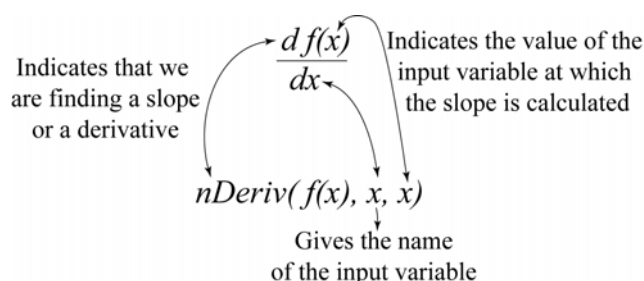 d f(x)
dx
Indicates that we
are finding a slope
or a derivative
Indicates the value of the
input variable at which
the slope is calculated
nDeriv( f(x), x, x)
Gives the name
of the input variable